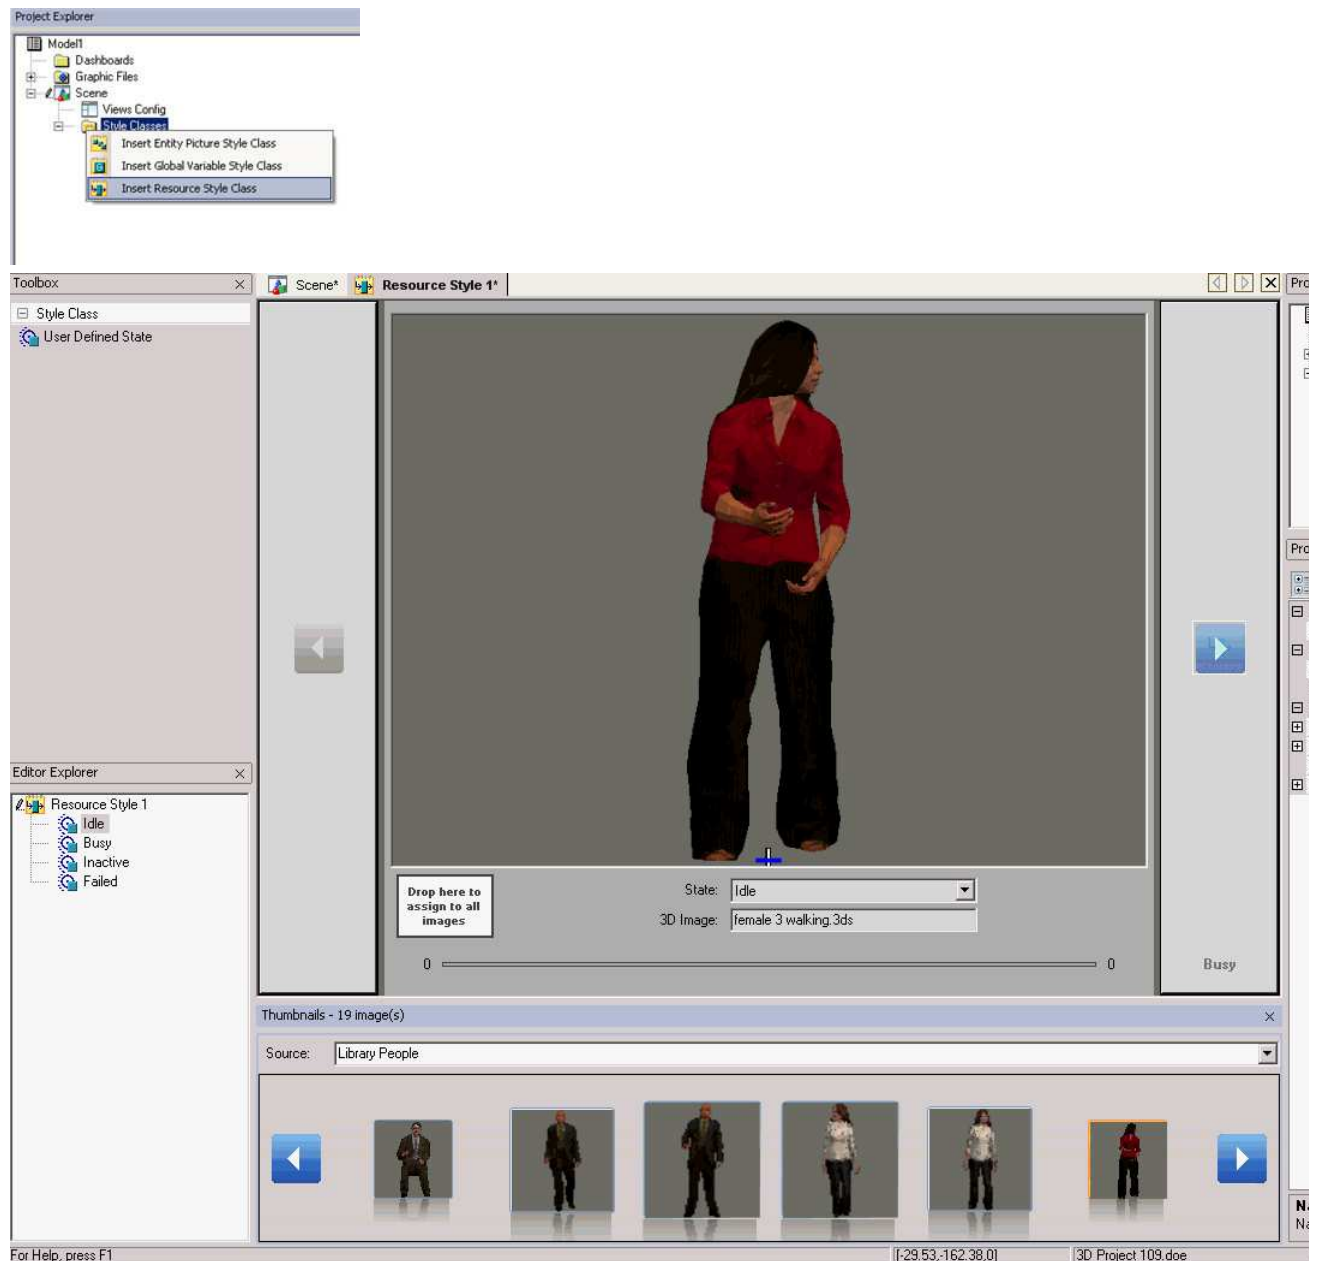 Project Explorer
Model1
Dashboards
Graphic Files
Scene
Views Config
Style Classes
Insert Entity Picture Style Class
Insert Global Variable Style Class
Insert Resource Style Class
Toolbox
Scene*
Resource Style 1*
Pro
Style Class
User Defined State
Pro
Editor Explorer
Resource Style 1
Idle
Busy
Inactive
Failed
Drop here to
assign to all
images
State: Idle
3D Image: female 3 walking.3ds
0 0
Busy
Thumbnails - 19 image(s)
Source: Library People
Na
For Help, press F1
[-29.53,-162.38,0]
3D Project 109.doe